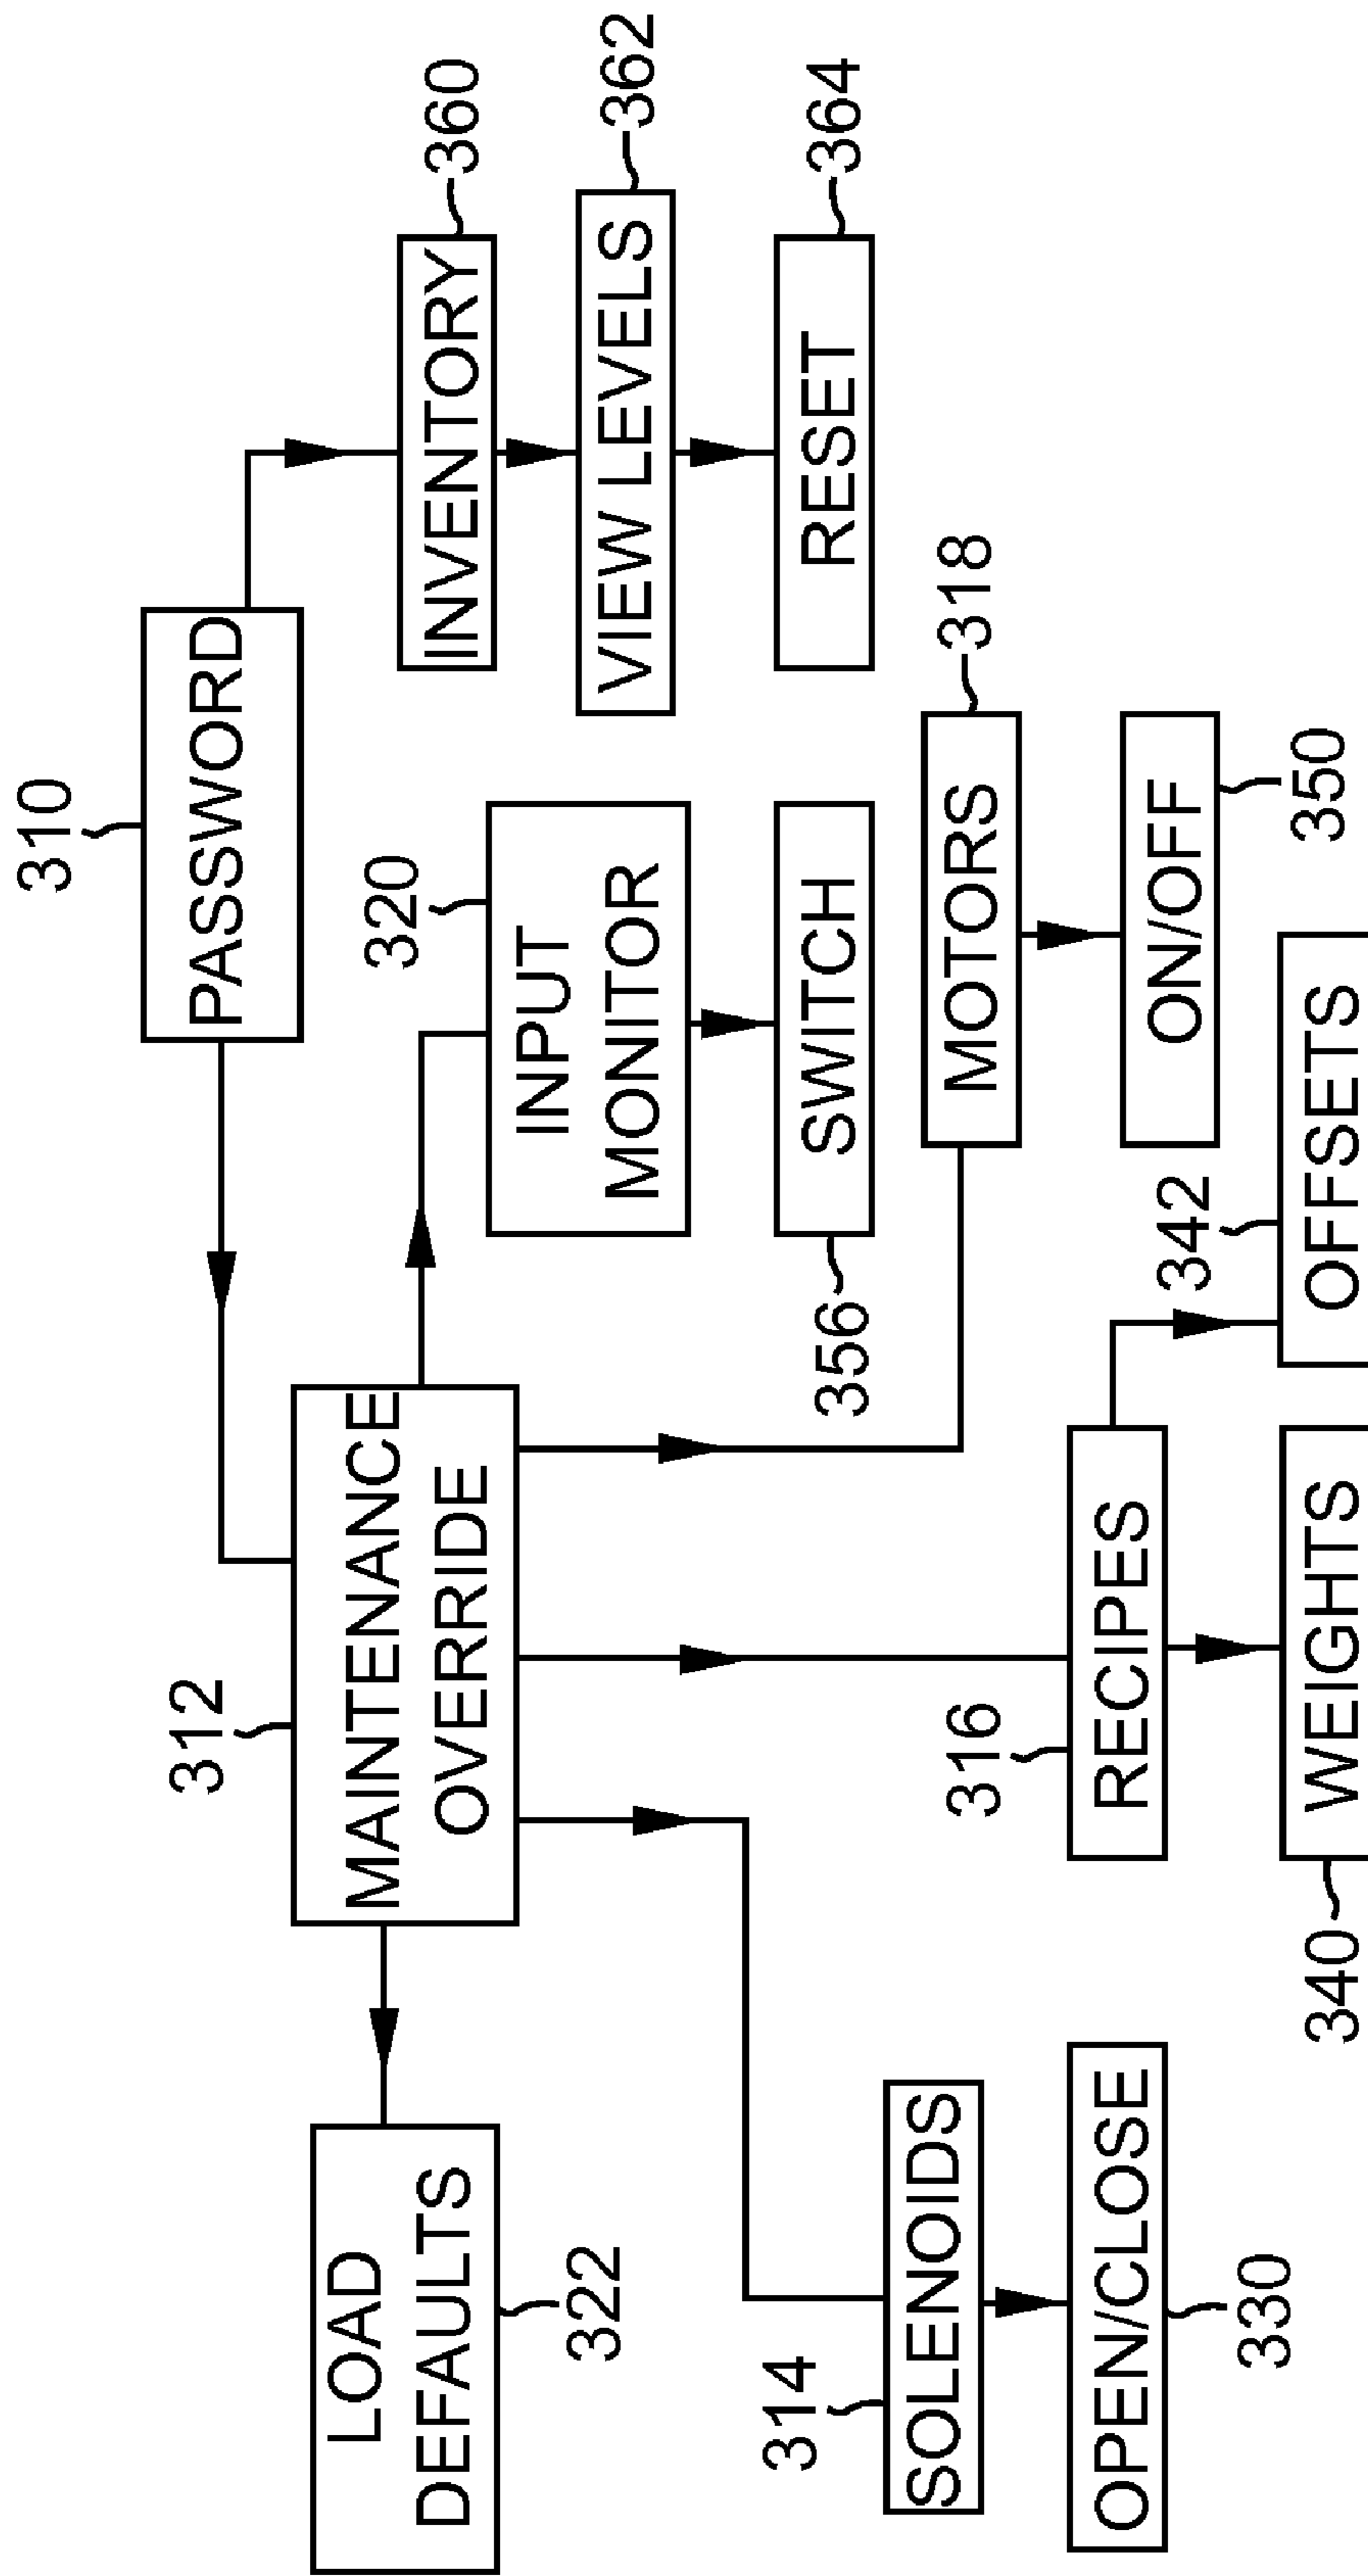 310
PASSWORD
312
MAINTENANCE
OVERRIDE
320
INPUT
MONITOR
INVENTORY
360
LOAD
DEFAULTS
322
VIEW LEVELS
362
356
SWITCH
RESET
364
314
SOLENOIDS
MOTORS
318
316
RECIPES
OPEN/CLOSE
330
ON/OFF
350
342
340
WEIGHTS
OFFSETS